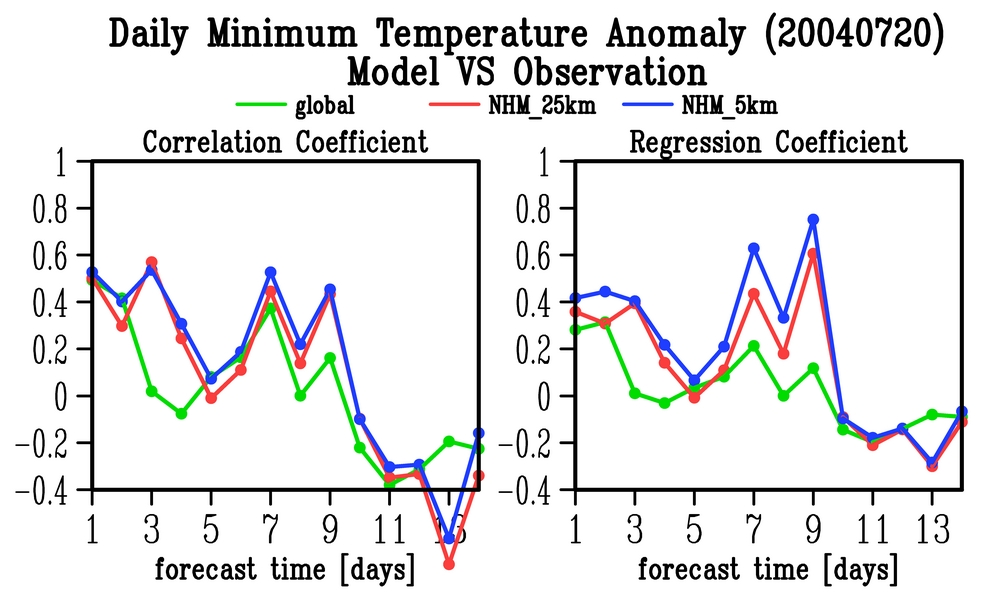 Daily Minimum Temperature Anomaly (20040720)
Model VS Observation
global NHM_25km NHM_5km
Correlation Coefficient
1
0.8
0.6
0.4
0.2
0
−0.2
−0.4
1 3 5 7 9 11 13
forecast time [days]
Regression Coefficient
1
0.8
0.6
0.4
0.2
0
−0.2
−0.4
1 3 5 7 9 11 13
forecast time [days]